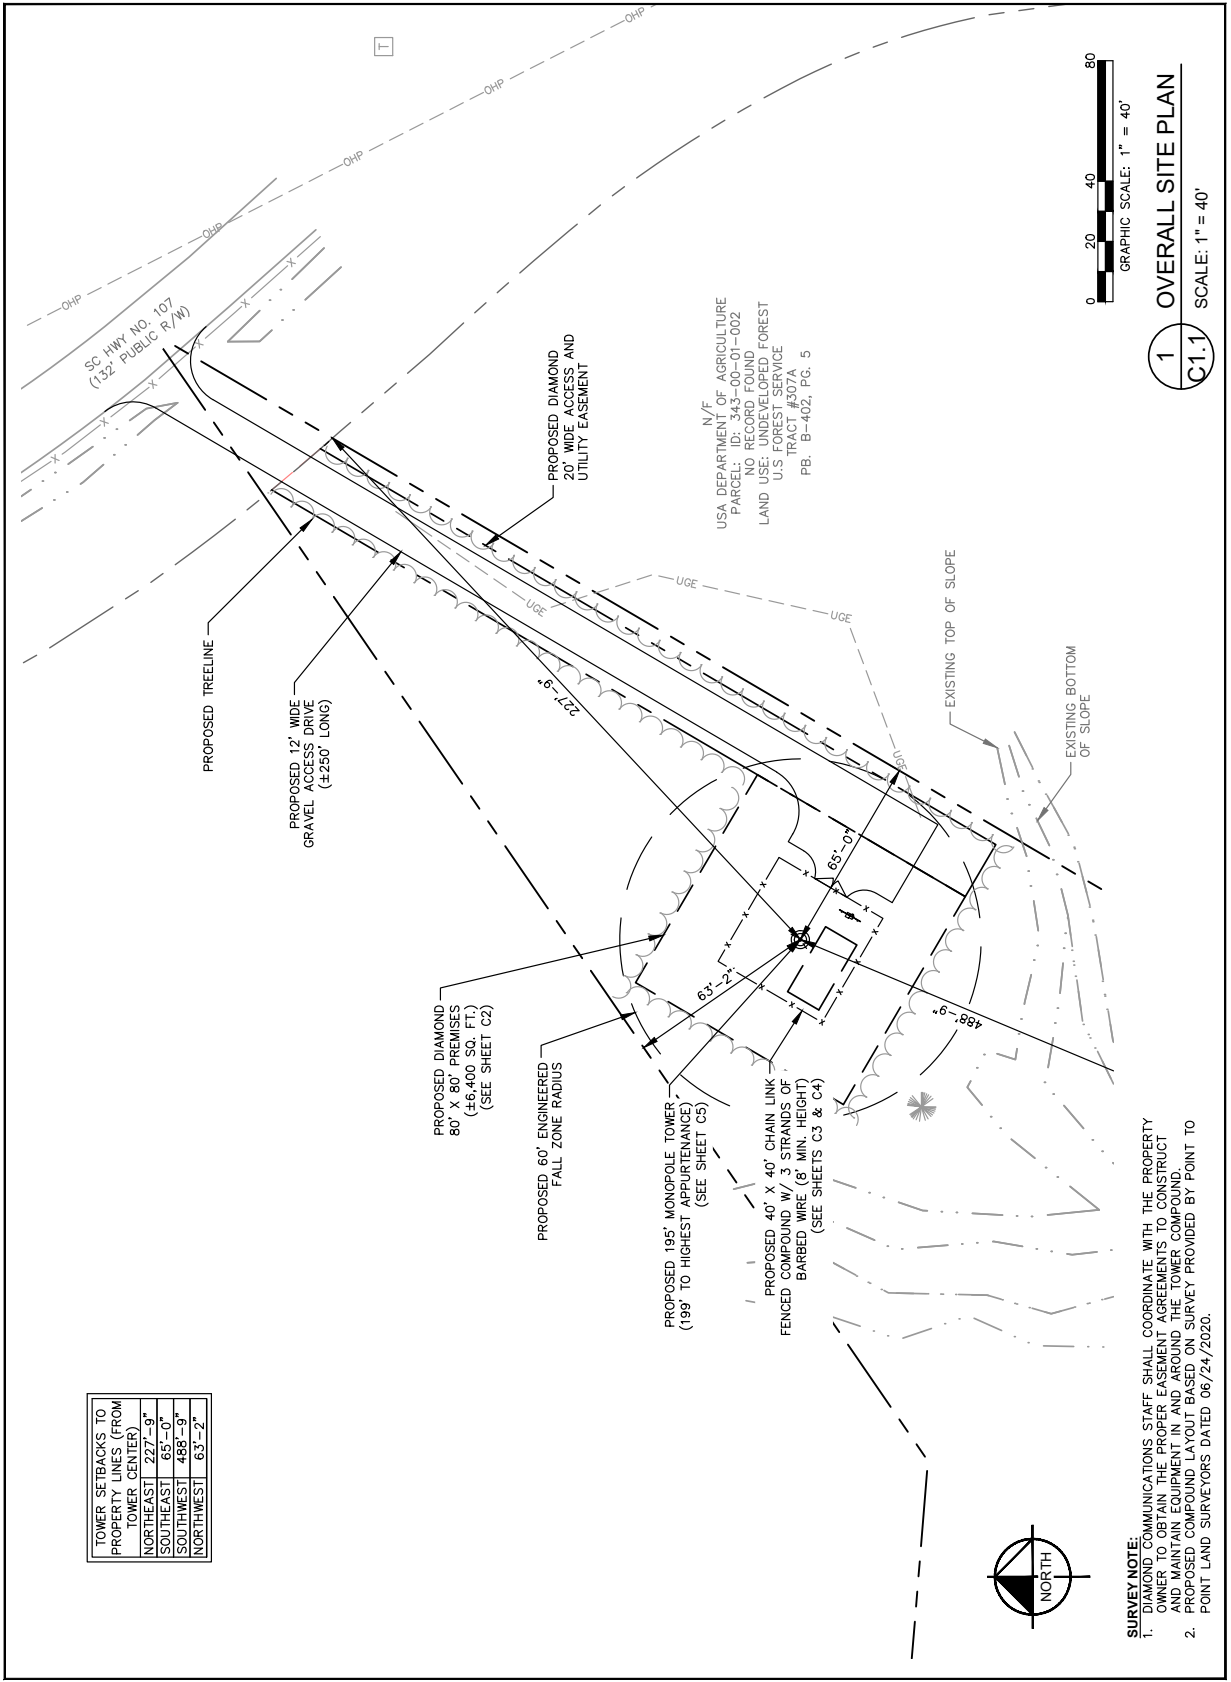 TOWER SETBACKS TO
PROPERTY LINES (FROM
TOWER CENTER)
NORTHEAST 227'-9"
SOUTHEAST 65'-0"
SOUTHWEST 488'-9"
NORTHWEST 63'-2"
SC HWY NO. 107
(132' PUBLIC R/W)
OHP
OHP
OHP
OHP
OHP
T
PROPOSED TREELINE
PROPOSED 12' WIDE
GRAVEL ACCESS DRIVE
(±250' LONG)
PROPOSED DIAMOND
80' X 80' PREMISES
(±6,400 SQ. FT.)
(SEE SHEET C2)
PROPOSED 60' ENGINEERED
FALL ZONE RADIUS
PROPOSED 195' MONOPOLE TOWER
(199' TO HIGHEST APPURTENANCE)
(SEE SHEET C5)
PROPOSED 40' X 40' CHAIN LINK
FENCED COMPOUND W/ 3 STRANDS OF
BARBED WIRE (8' MIN. HEIGHT)
(SEE SHEETS C3 & C4)
PROPOSED DIAMOND
20' WIDE ACCESS AND
UTILITY EASEMENT
N/F
USA DEPARTMENT OF AGRICULTURE
PARCEL: ID: 343-00-01-002
NO RECORD FOUND
LAND USE: UNDEVELOPED FOREST
U.S FOREST SERVICE
TRACT #307A
PB. B-402, PG. 5
227'-9"
63'-2"
65'-0"
488'-9"
UGE
UGE
UGE
UGE
EXISTING TOP OF SLOPE
EXISTING BOTTOM
OF SLOPE
NORTH
SURVEY NOTE:
1. DIAMOND COMMUNICATIONS STAFF SHALL COORDINATE WITH THE PROPERTY
OWNER TO OBTAIN THE PROPER EASEMENT AGREEMENTS TO CONSTRUCT
AND MAINTAIN EQUIPMENT IN AND AROUND THE TOWER COMPOUND.
2. PROPOSED COMPOUND LAYOUT BASED ON SURVEY PROVIDED BY POINT TO
POINT LAND SURVEYORS DATED 06/24/2020.
0 20 40 80
GRAPHIC SCALE: 1" = 40'
1
C1.1
OVERALL SITE PLAN
SCALE: 1" = 40'